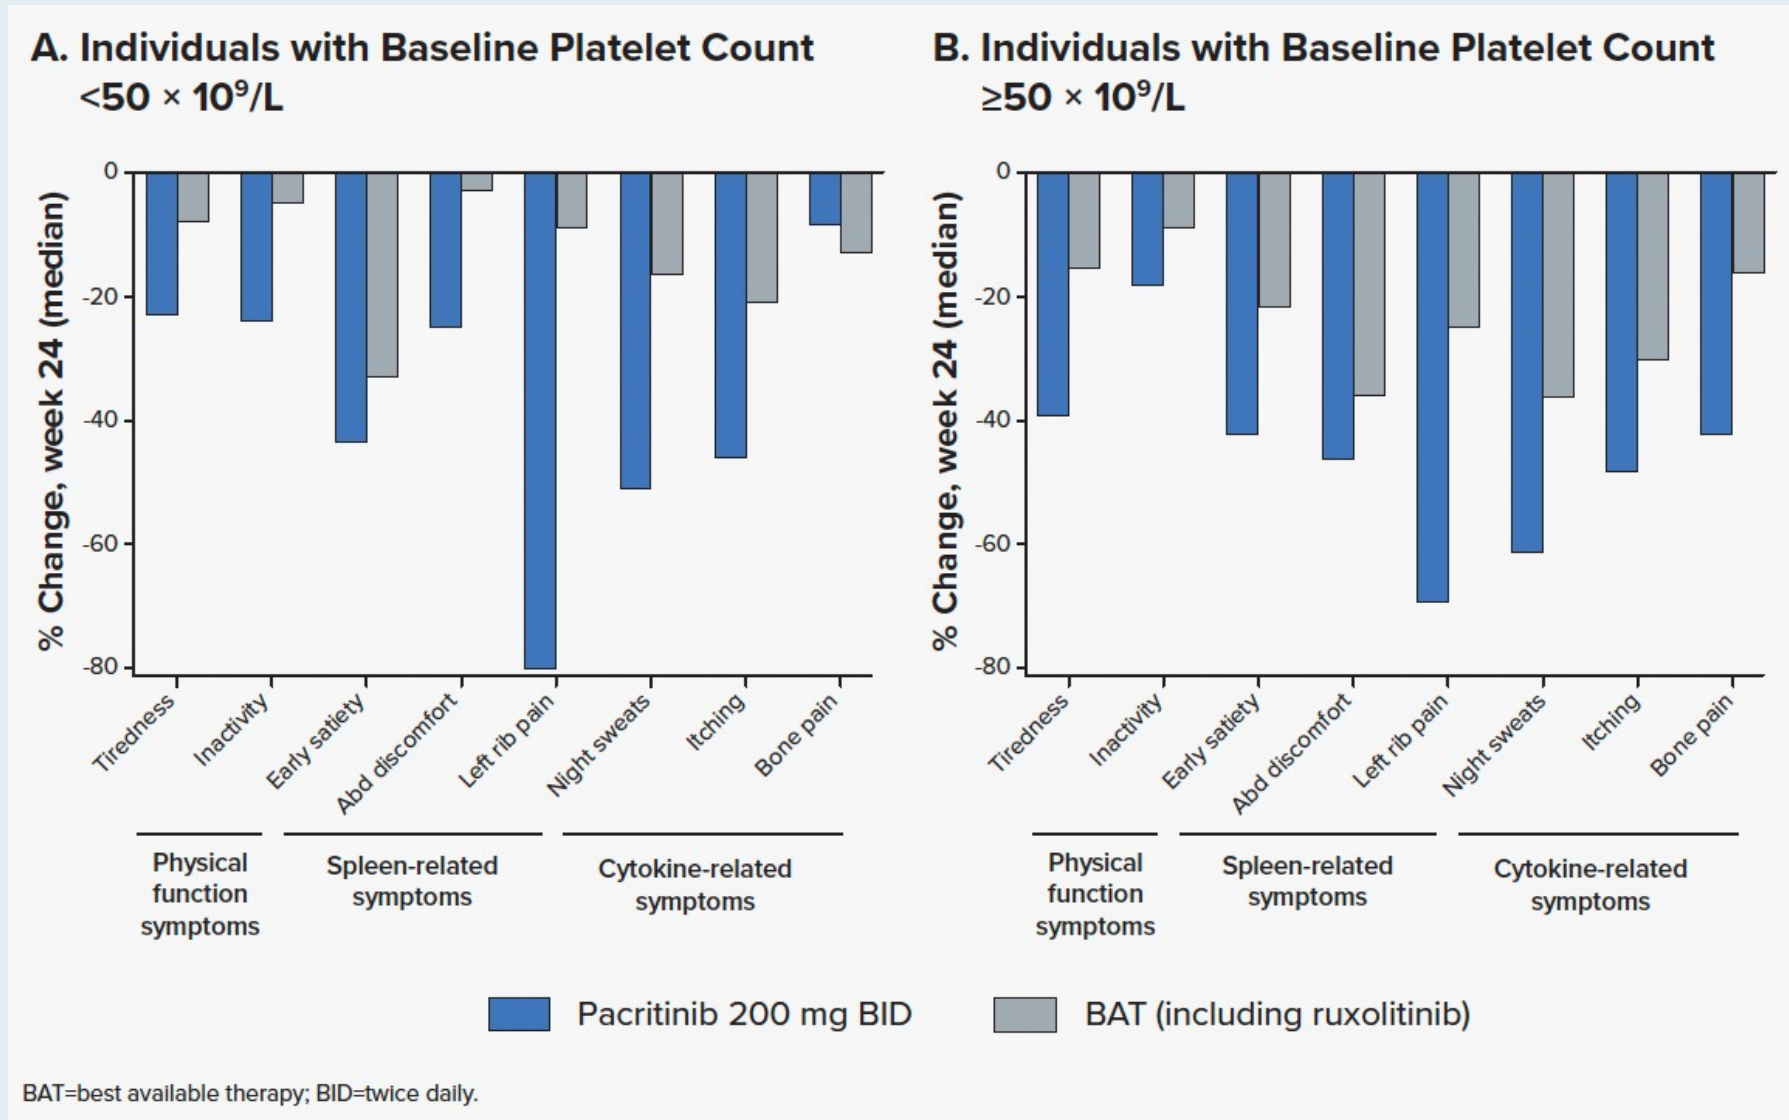 A. Individuals with Baseline Platelet Count
<50 × 10⁹/L
% Change, week 24 (median)
0
-20
-40
-60
-80
Tiredness
Inactivity
Early satiety
Abd discomfort
Left rib pain
Night sweats
Itching
Bone pain
Physical
function
symptoms
Spleen-related
symptoms
Cytokine-related
symptoms
B. Individuals with Baseline Platelet Count
≥50 × 10⁹/L
% Change, week 24 (median)
0
-20
-40
-60
-80
Tiredness
Inactivity
Early satiety
Abd discomfort
Left rib pain
Night sweats
Itching
Bone pain
Physical
function
symptoms
Spleen-related
symptoms
Cytokine-related
symptoms
Pacritinib 200 mg BID
BAT (including ruxolitinib)
BAT=best available therapy; BID=twice daily.